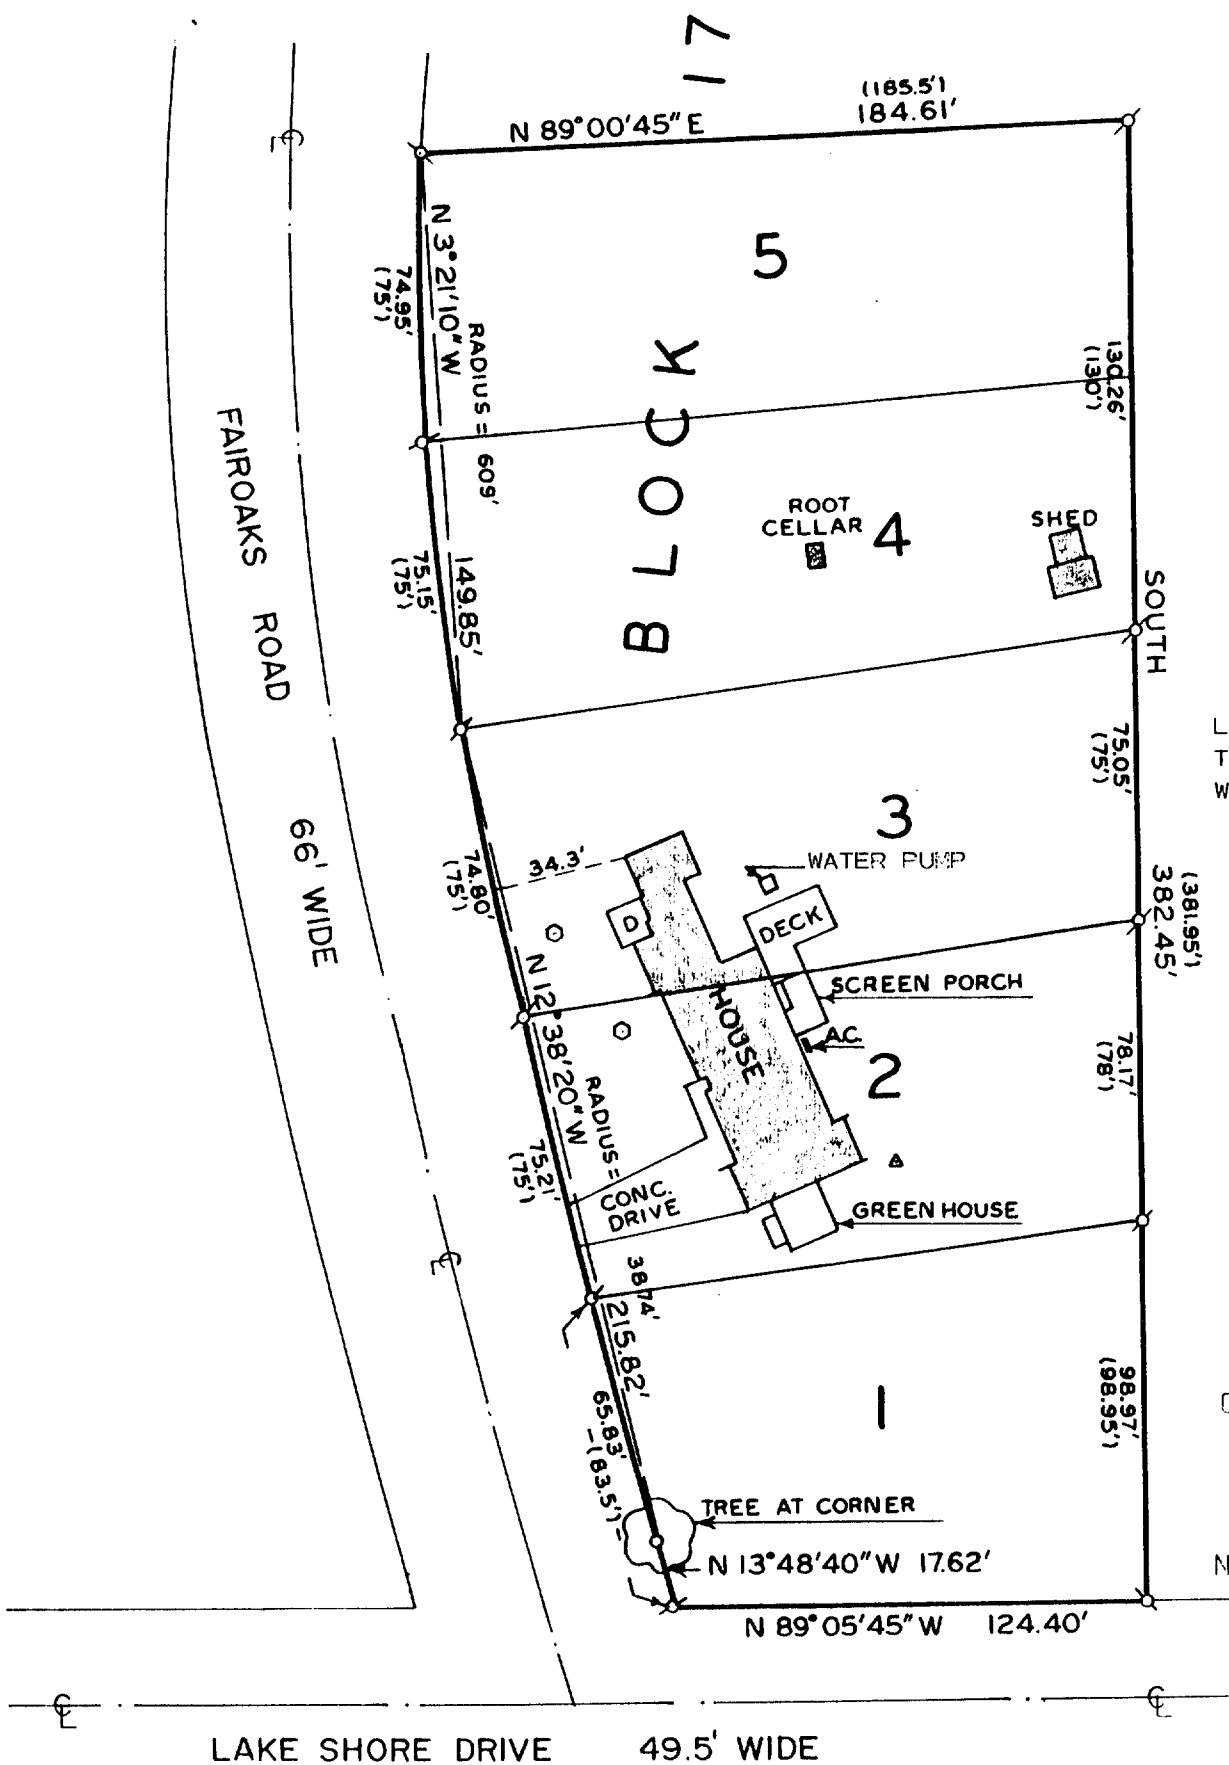 17
(185.5')
184.61'
N 89°00'45" E
5
N 3°21'10" W
74.95'
(75')
RADIUS = 609'
130.26'
(130')
BLOCK
FAIROAKS ROAD 66' WIDE
ROOT
CELLAR
4
SHED
75.15'
(75')
149.85'
SOUTH
L
T
W
75.05'
(75')
3
WATER PUMP
34.3'
74.80'
(75')
D
DECK
(381.95')
382.45'
N 12°38'20" W
HOUSE
SCREEN PORCH
A.C.
2
78.17'
(78')
RADIUS =
75.21'
(75')
CONC.
DRIVE
GREEN HOUSE
38.74'
215.82'
1
98.97'
(98.95')
65.83'
(83.5')
TREE AT CORNER
N 13°48'40" W 17.62'
N
N 89°05'45" W 124.40'
LAKE SHORE DRIVE 49.5' WIDE